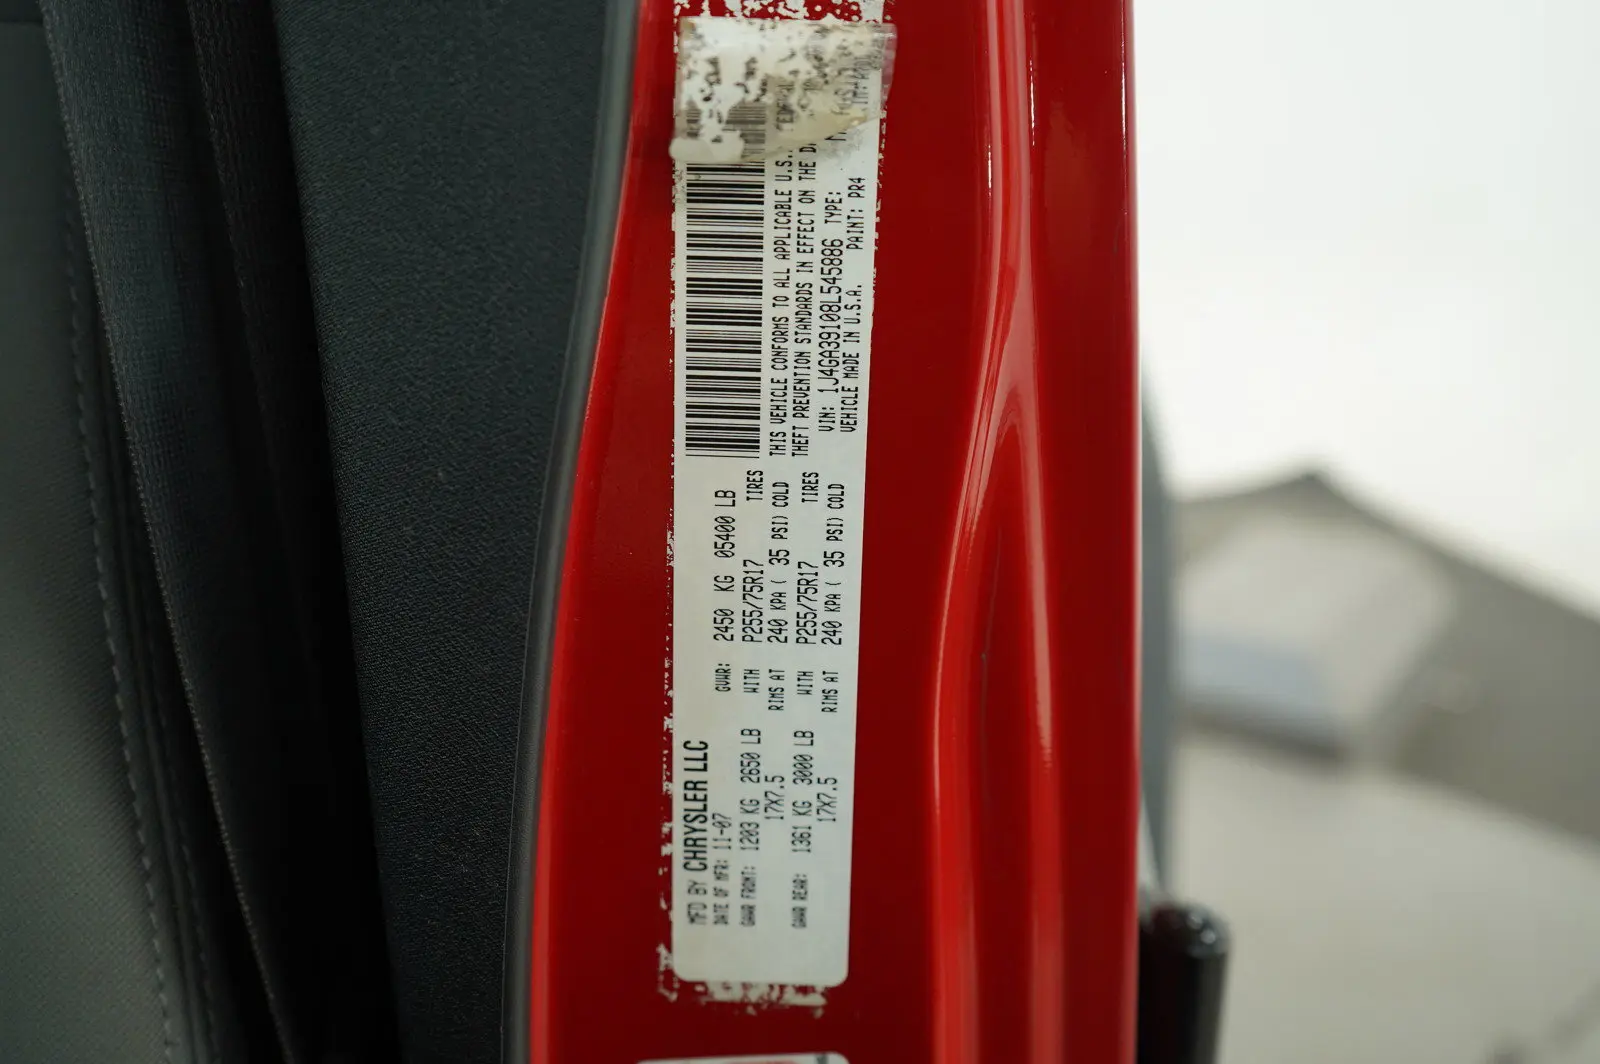 MFD BY CHRYSLER LLC
DATE OF MFR: 11-07 GVWR: 2450 KG 05400 LB
GAWR FRONT: 1203 KG 2650 LB WITH P255/75R17 TIRES
17X7.5 RIMS AT 240 KPA ( 35 PSI) COLD
GAWR REAR: 1361 KG 3000 LB WITH P255/75R17 TIRES
17X7.5 RIMS AT 240 KPA ( 35 PSI) COLD
THIS VEHICLE CONFORMS TO ALL APPLICABLE U.S.
THEFT PREVENTION STANDARDS IN EFFECT ON THE
VIN: 1J4GA39108L545886 TYPE:
VEHICLE MADE IN U.S.A. PAINT: PR4